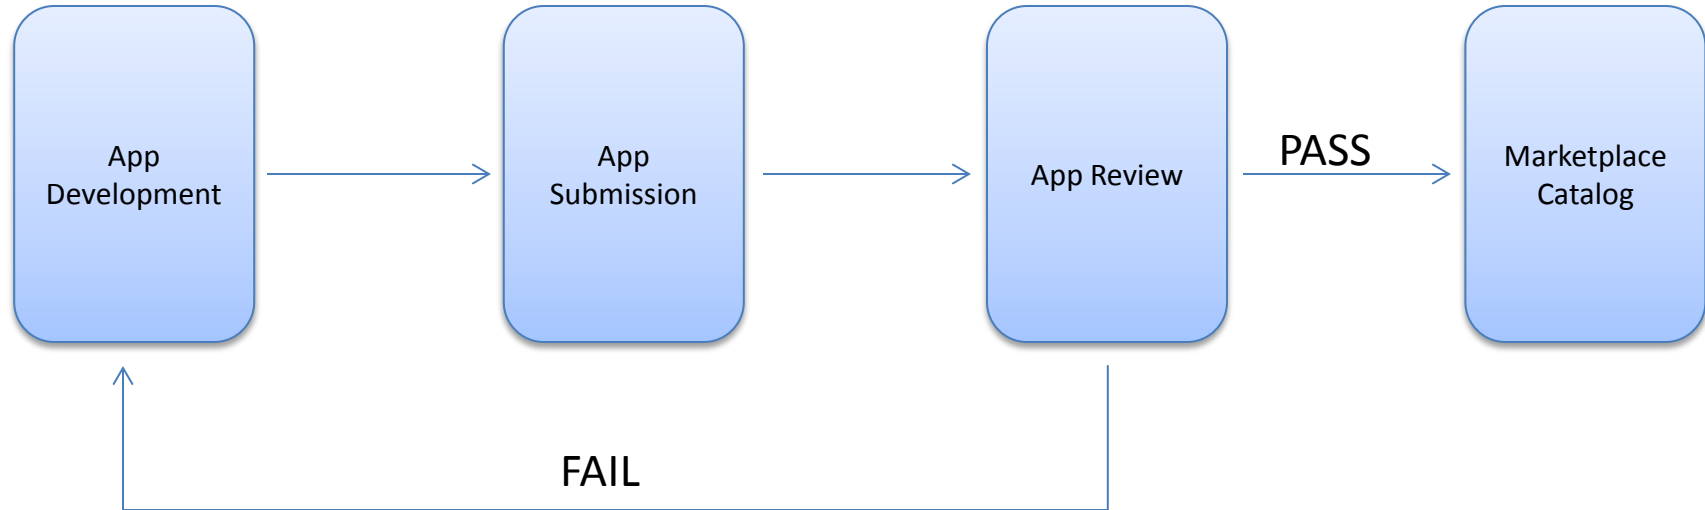 App
Development
App
Submission
App Review
PASS
Marketplace
Catalog
FAIL